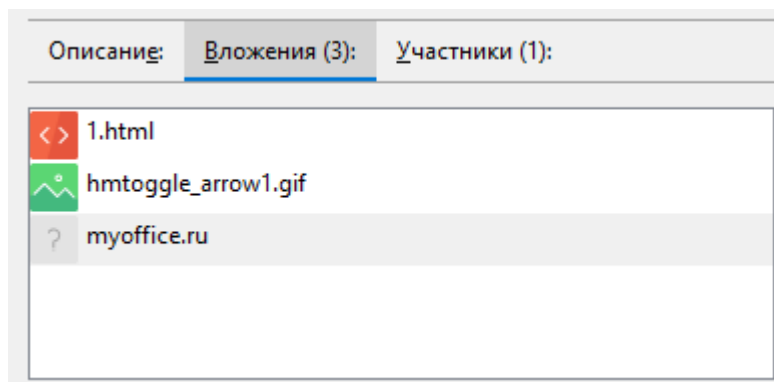 Описание: Вложения (3): Участники (1):
1.html
hmtoggle_arrow1.gif
? myoffice.ru